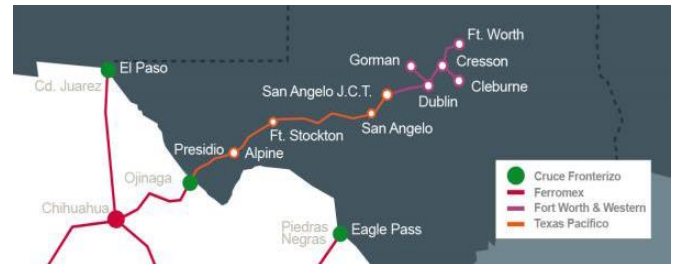 Ft. Worth
Gorman
Cresson
El Paso
Cd. Juarez
San Angelo J.C.T.
Cleburne
Dublin
San Angelo
Ft. Stockton
Presidio
Alpine
Ojinaga
Chihuahua
Piedras
Negras
Eagle Pass
Cruce Fronterizo
Ferromex
Fort Worth & Western
Texas Pacífico